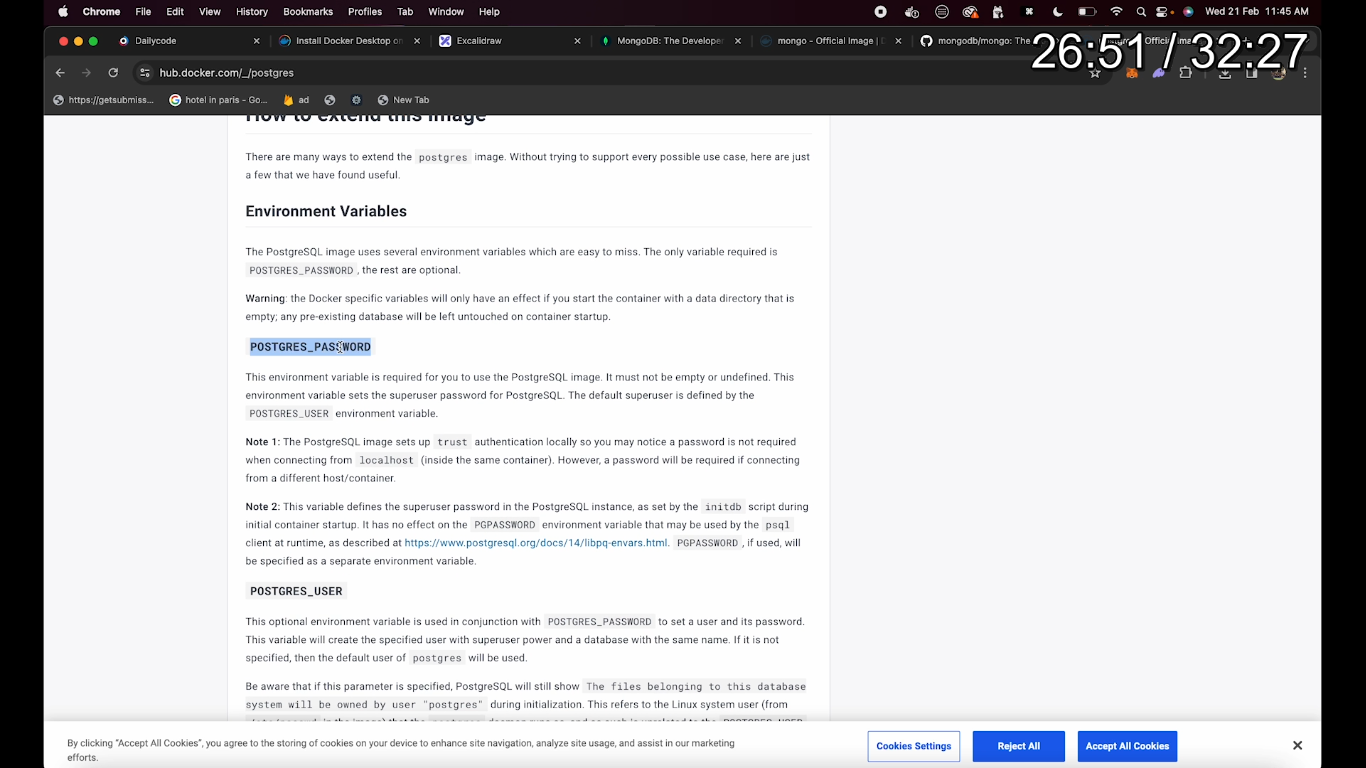 Chrome File Edit View History Bookmarks Profiles Tab Window Help Wed 21 Feb 11:45 AM
Dailycode Install Docker Desktop on Excalidraw MongoDB: The Develope mongo - Official Image | D mongodb/mongo: The
26:51 / 32:27
hub.docker.com/_/postgres
https://getsubmiss... hotel in paris - Go... ad New Tab
How to extend this image
There are many ways to extend the postgres image. Without trying to support every possible use case, here are just
a few that we have found useful.
Environment Variables
The PostgreSQL image uses several environment variables which are easy to miss. The only variable required is
POSTGRES_PASSWORD , the rest are optional.
Warning: the Docker specific variables will only have an effect if you start the container with a data directory that is
empty; any pre-existing database will be left untouched on container startup.
POSTGRES_PASSWORD
This environment variable is required for you to use the PostgreSQL image. It must not be empty or undefined. This
environment variable sets the superuser password for PostgreSQL. The default superuser is defined by the
POSTGRES_USER environment variable.
Note 1: The PostgreSQL image sets up trust authentication locally so you may notice a password is not required
when connecting from localhost (inside the same container). However, a password will be required if connecting
from a different host/container.
Note 2: This variable defines the superuser password in the PostgreSQL instance, as set by the initdb script during
initial container startup. It has no effect on the PGPASSWORD environment variable that may be used by the psql
client at runtime, as described at https://www.postgresql.org/docs/14/libpq-envars.html. PGPASSWORD , if used, will
be specified as a separate environment variable.
POSTGRES_USER
This optional environment variable is used in conjunction with POSTGRES_PASSWORD to set a user and its password.
This variable will create the specified user with superuser power and a database with the same name. If it is not
specified, then the default user of postgres will be used.
Be aware that if this parameter is specified, PostgreSQL will still show The files belonging to this database
system will be owned by user "postgres" during initialization. This refers to the Linux system user (from
By clicking "Accept All Cookies", you agree to the storing of cookies on your device to enhance site navigation, analyze site usage, and assist in our marketing
efforts.
Cookies Settings Reject All Accept All Cookies